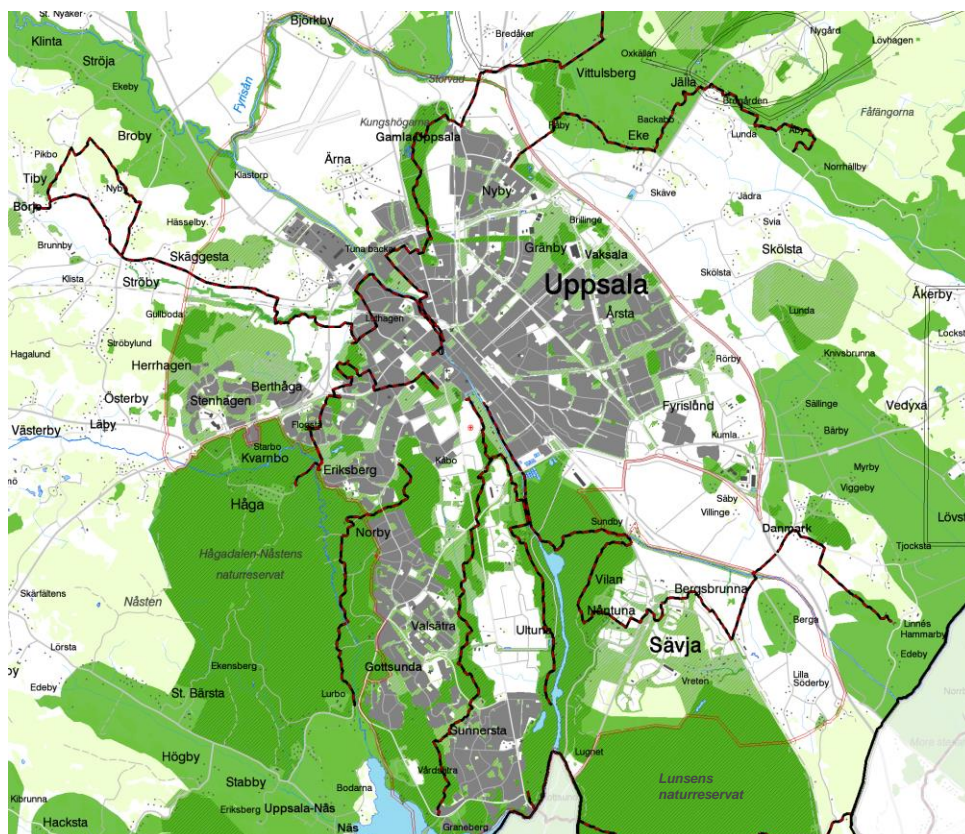 St. Nyåker
Björkby
Bredåker
Nygård
Klinta
Lövhagen
Oxkällan
Ströja
Vittulsberg
Storvad
Jälla
Ekeby
Fyrisån
Brogården
Fåfängorna
Kungshögarna
Backabo
Råby
Broby
Gamla Uppsala
Eke
Lunda
Åby
Pikbo
Ärna
Norrhällby
Tiby
Klastorp
Nyby
Nyby
Skäve
Jädra
Börje
Hässelby
Brillinge
Svia
Brunnby
Tuna backar
Gränby
Skölsta
Skäggesta
Vaksala
Klista
Ströby
Skölsta
Uppsala
Åkerby
Gullboda
Årsta
Lunda
Luthagen
Ströbylund
Hagalund
Knivsbrunna
Herrhagen
Rörby
Berthåga
Österby
Stenhagen
Sällinge
Vedyxa
Fyrislund
Läby
Flogsta
Västerby
Bärby
Kumla
Starbo
Kvarnbo
Kåbo
Eriksberg
Myrby
Viggeby
Håga
Säby
Villinge
Sundby
Danmark
Norby
Hågadalen-Nåstens
naturreservat
Tjocksta
Vilan
Bergsbrunna
Skärfältens
Nåsten
Nåntuna
Valsätra
Ultuna
Berga
Linnés
Hammarby
Sävja
Lörsta
Edeby
Gottsunda
Ekensberg
Vreten
Lilla
Söderby
Edeby
St. Bärsta
Lurbo
Gunnersta
Högby
Lugnet
Vårdsätra
Stabby
Lunsens
naturreservat
Bodarna
Kibrunna
Eriksberg
Uppsala-Näs
Hacksta
Näs
Graneberg